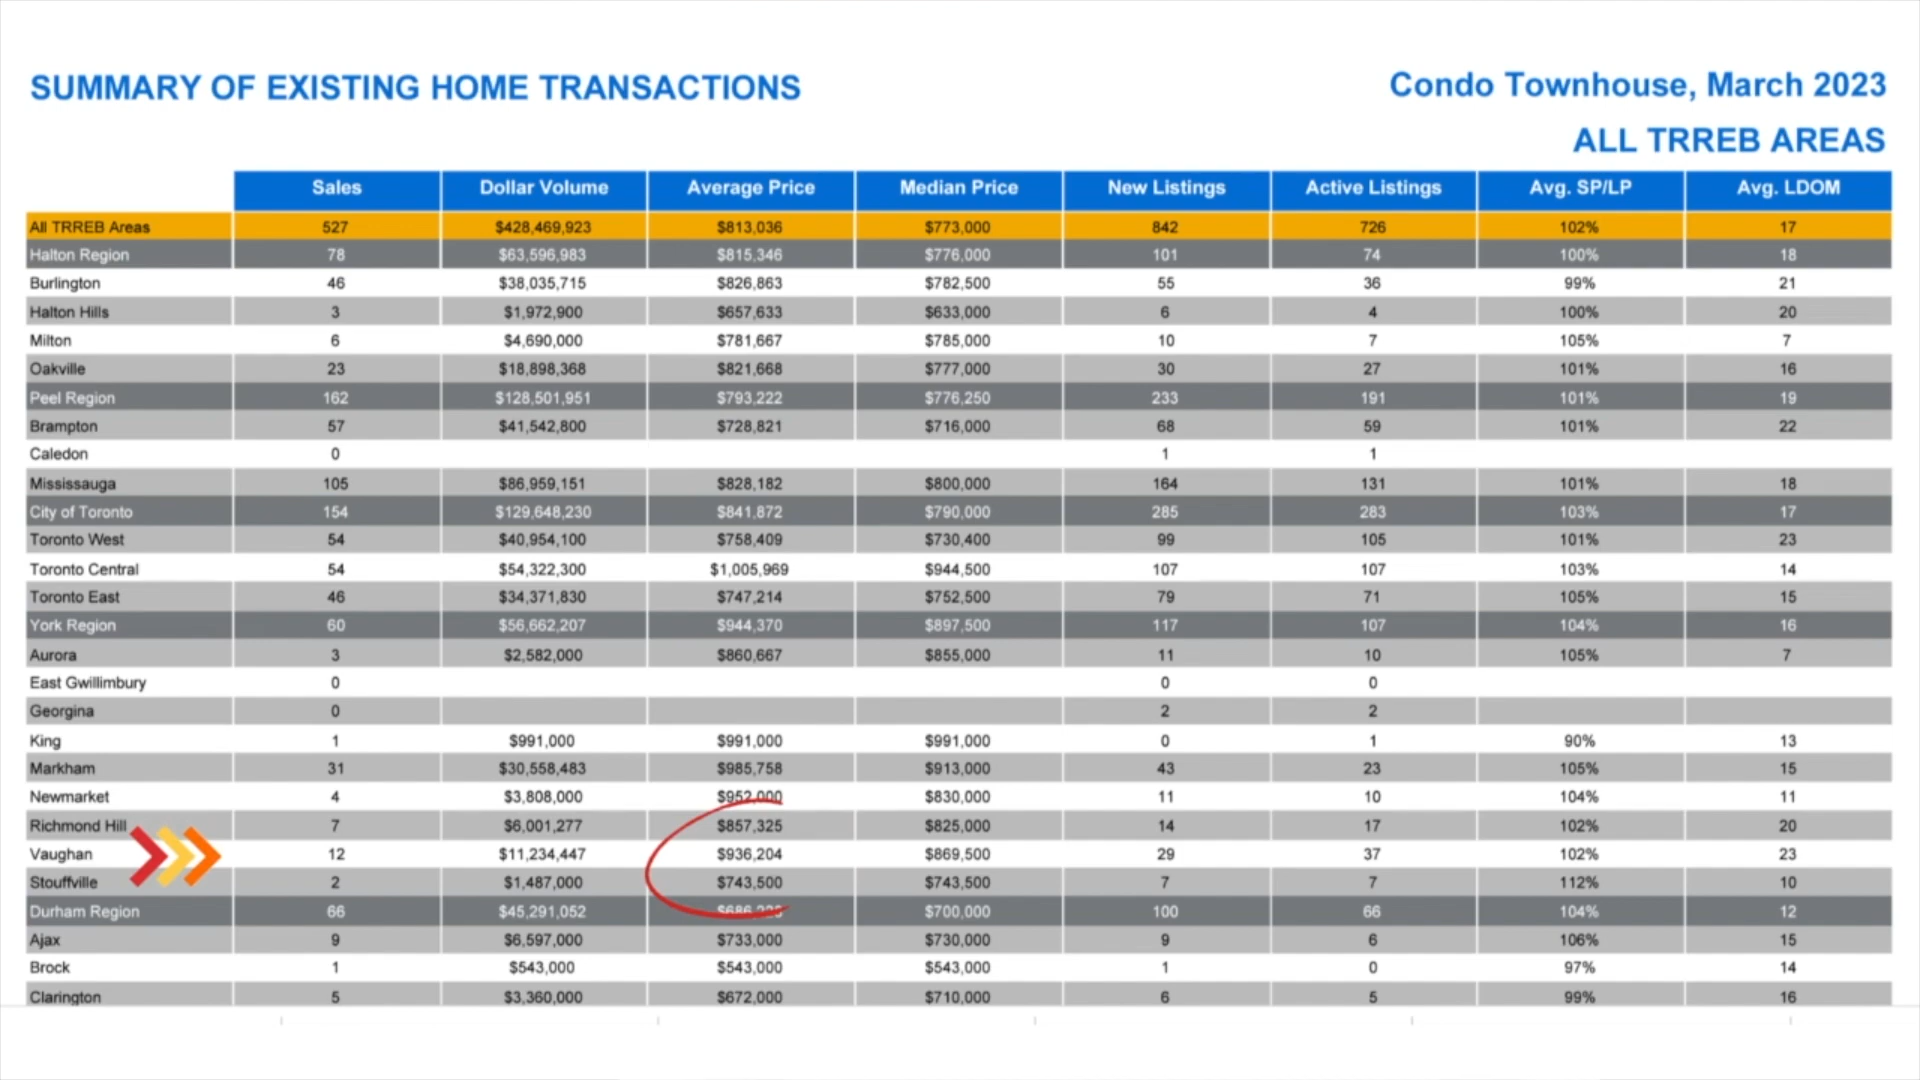 SUMMARY OF EXISTING HOME TRANSACTIONS
Condo Townhouse, March 2023
ALL TRREB AREAS
Sales Dollar Volume Average Price Median Price New Listings Active Listings Avg. SP/LP Avg. LDOM
All TRREB Areas 527 $428,469,923 $813,036 $773,000 842 726 102% 17
Halton Region 78 $63,596,983 $815,346 $776,000 101 74 100% 18
Burlington 46 $38,035,715 $826,863 $782,500 55 36 99% 21
Halton Hills 3 $1,972,900 $657,633 $633,000 6 4 100% 20
Milton 6 $4,690,000 $781,667 $785,000 10 7 105% 7
Oakville 23 $18,898,368 $821,668 $777,000 30 27 101% 16
Peel Region 162 $128,501,951 $793,222 $776,250 233 191 101% 19
Brampton 57 $41,542,800 $728,821 $716,000 68 59 101% 22
Caledon 0 1 1
Mississauga 105 $86,959,151 $828,182 $800,000 164 131 101% 18
City of Toronto 154 $129,648,230 $841,872 $790,000 285 283 103% 17
Toronto West 54 $40,954,100 $758,409 $730,400 99 105 101% 23
Toronto Central 54 $54,322,300 $1,005,969 $944,500 107 107 103% 14
Toronto East 46 $34,371,830 $747,214 $752,500 79 71 105% 15
York Region 60 $56,662,207 $944,370 $897,500 117 107 104% 16
Aurora 3 $2,582,000 $860,667 $855,000 11 10 105% 7
East Gwillimbury 0 0 0
Georgina 0 2 2
King 1 $991,000 $991,000 $991,000 0 1 90% 13
Markham 31 $30,558,483 $985,758 $913,000 43 23 105% 15
Newmarket 4 $3,808,000 $952,000 $830,000 11 10 104% 11
Richmond Hill 7 $6,001,277 $857,325 $825,000 14 17 102% 20
Vaughan 12 $11,234,447 $936,204 $869,500 29 37 102% 23
Stouffville 2 $1,487,000 $743,500 $743,500 7 7 112% 10
Durham Region 66 $45,291,052 $700,000 100 66 104% 12
Ajax 9 $6,597,000 $733,000 $730,000 9 6 106% 15
Brock 1 $543,000 $543,000 $543,000 1 0 97% 14
Clarington 5 $3,360,000 $672,000 $710,000 6 5 99% 16